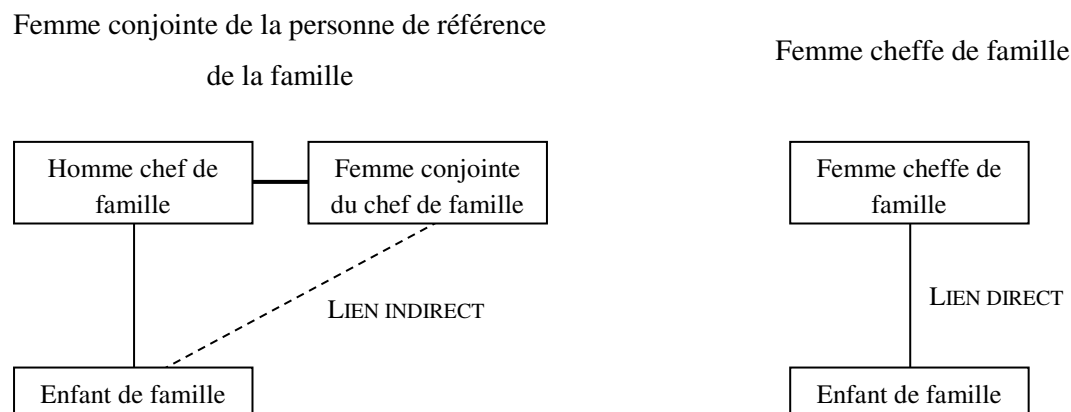 Femme conjointe de la personne de référence
de la famille
Femme cheffe de famille
Homme chef de
famille
Femme conjointe
du chef de famille
Femme cheffe de
famille
LIEN INDIRECT
LIEN DIRECT
Enfant de famille
Enfant de famille